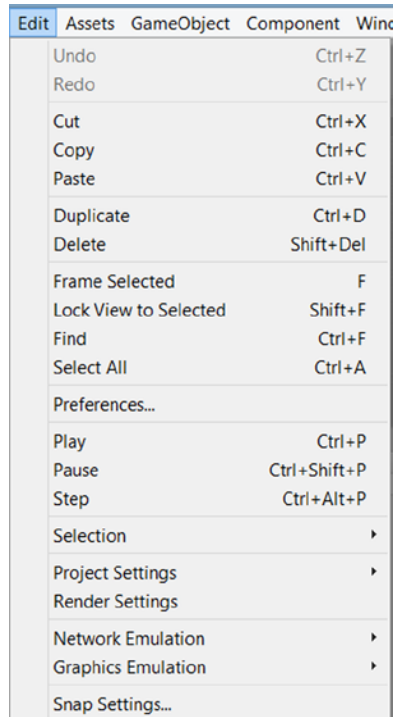 Edit Assets GameObject Component Wind
Undo Ctrl+Z
Redo Ctrl+Y
Cut Ctrl+X
Copy Ctrl+C
Paste Ctrl+V
Duplicate Ctrl+D
Delete Shift+Del
Frame Selected F
Lock View to Selected Shift+F
Find Ctrl+F
Select All Ctrl+A
Preferences...
Play Ctrl+P
Pause Ctrl+Shift+P
Step Ctrl+Alt+P
Selection
Project Settings
Render Settings
Network Emulation
Graphics Emulation
Snap Settings...